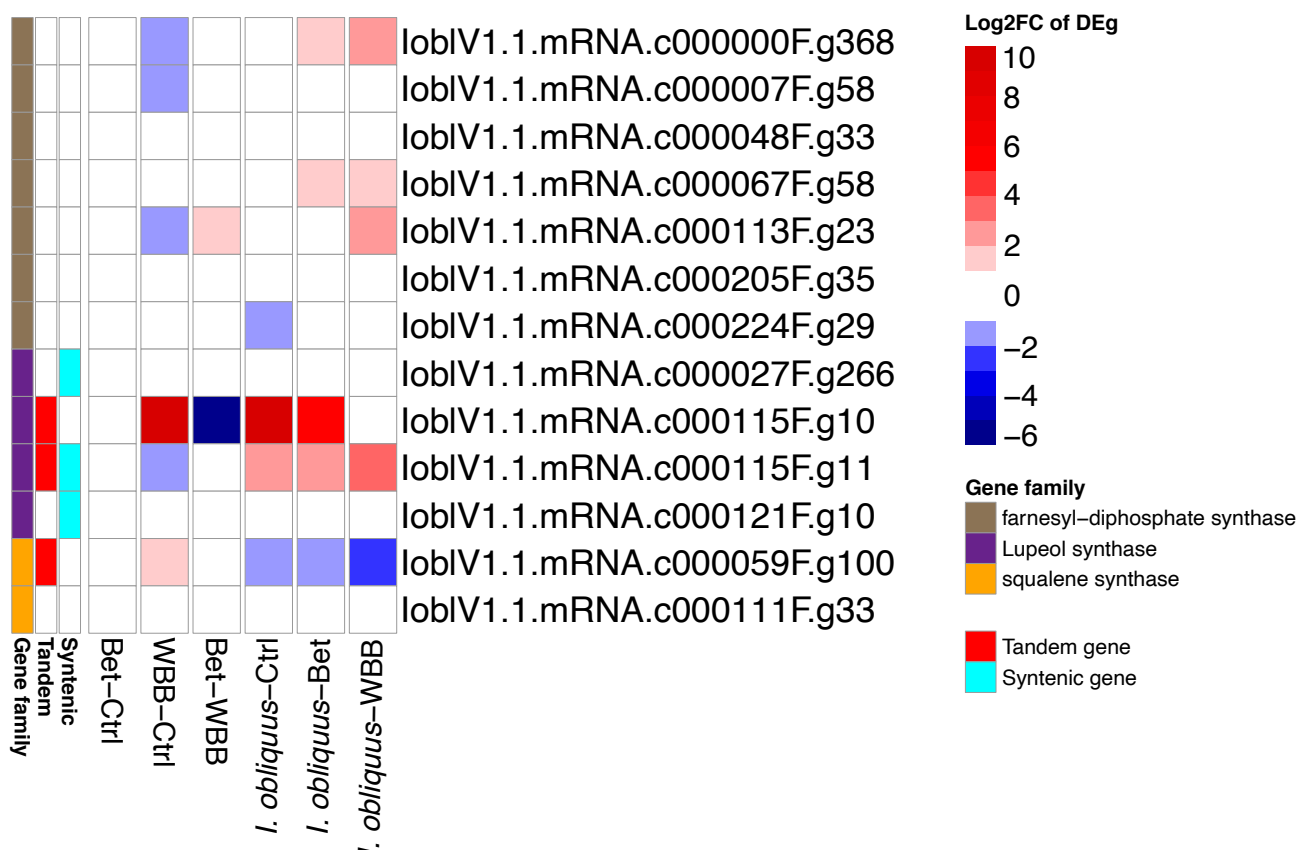 IoblV1.1.mRNA.c000000F.g368
IoblV1.1.mRNA.c000007F.g58
IoblV1.1.mRNA.c000048F.g33
IoblV1.1.mRNA.c000067F.g58
IoblV1.1.mRNA.c000113F.g23
IoblV1.1.mRNA.c000205F.g35
IoblV1.1.mRNA.c000224F.g29
IoblV1.1.mRNA.c000027F.g266
IoblV1.1.mRNA.c000115F.g10
IoblV1.1.mRNA.c000115F.g11
IoblV1.1.mRNA.c000121F.g10
IoblV1.1.mRNA.c000059F.g100
IoblV1.1.mRNA.c000111F.g33
Gene family
Tandem
Syntenic
Bet−Ctrl
WBB−Ctrl
Bet−WBB
I. obliquus−Ctrl
I. obliquus−Bet
I. obliquus−WBB
Log2FC of DEg
10
8
6
4
2
0
−2
−4
−6
Gene family
farnesyl−diphosphate synthase
Lupeol synthase
squalene synthase
Tandem gene
Syntenic gene